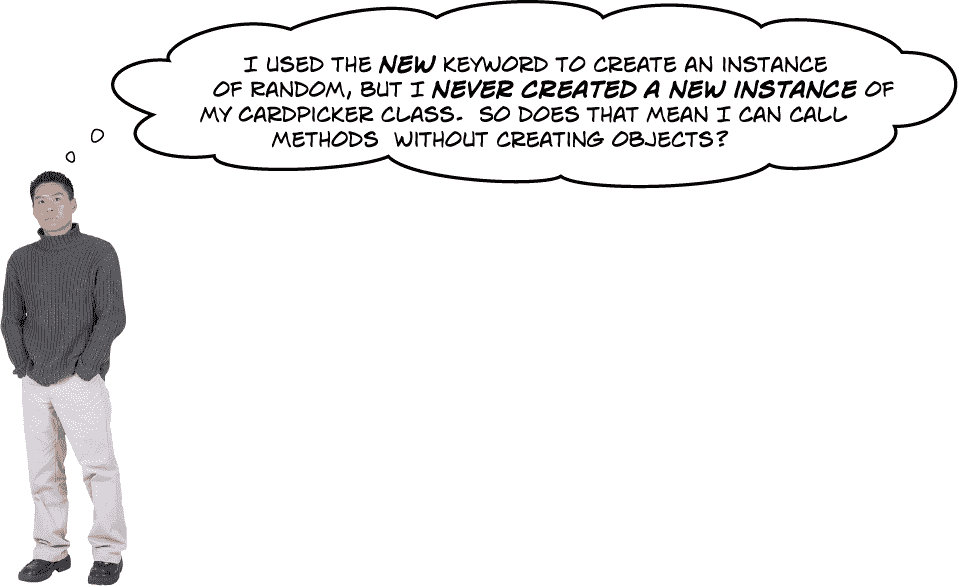 I USED THE NEW KEYWORD TO CREATE AN INSTANCE
OF RANDOM, BUT I NEVER CREATED A NEW INSTANCE OF
MY CARDPICKER CLASS. SO DOES THAT MEAN I CAN CALL
METHODS WITHOUT CREATING OBJECTS?